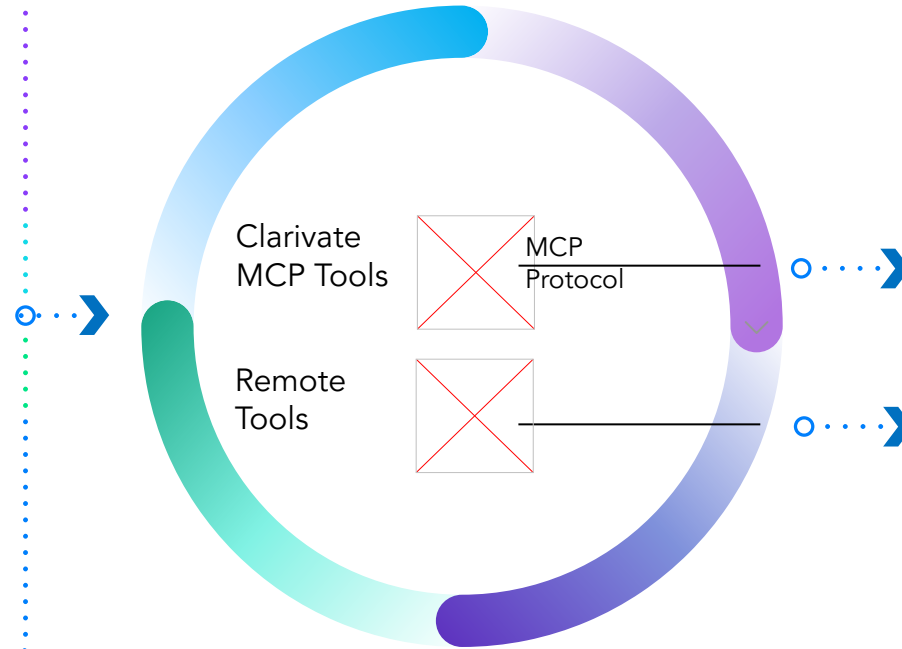 Clarivate
MCP Tools
MCP
Protocol
Remote
Tools